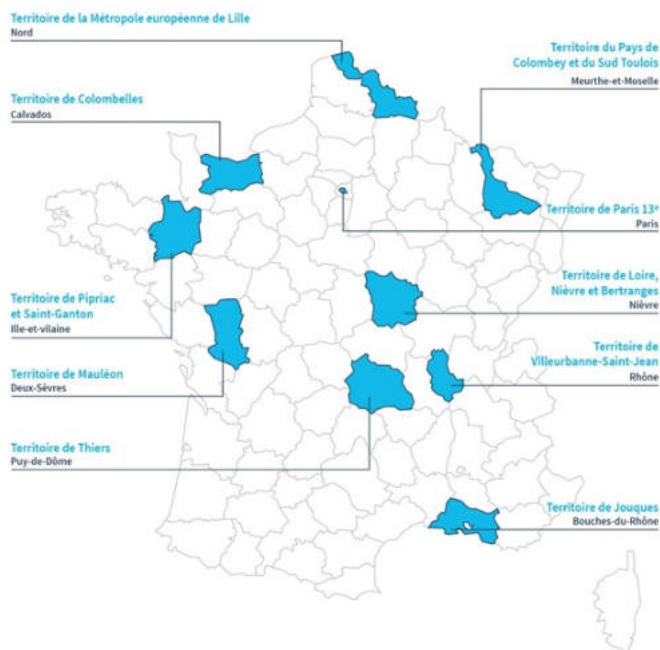 Territoire de la Métropole européenne de Lille
Nord
Territoire du Pays de
Colombey et du Sud Toulois
Meurthe-et-Moselle
Territoire de Colombelles
Calvados
Territoire de Paris 13e
Paris
Territoire de Loire,
Nièvre et Bertranges
Nièvre
Territoire de Pipriac
et Saint-Ganton
Ille-et-vilaine
Territoire de
Villeurbanne-Saint-Jean
Rhône
Territoire de Mauléon
Deux-Sèvres
Territoire de Thiers
Puy-de-Dôme
Territoire de Jouques
Bouches-du-Rhône